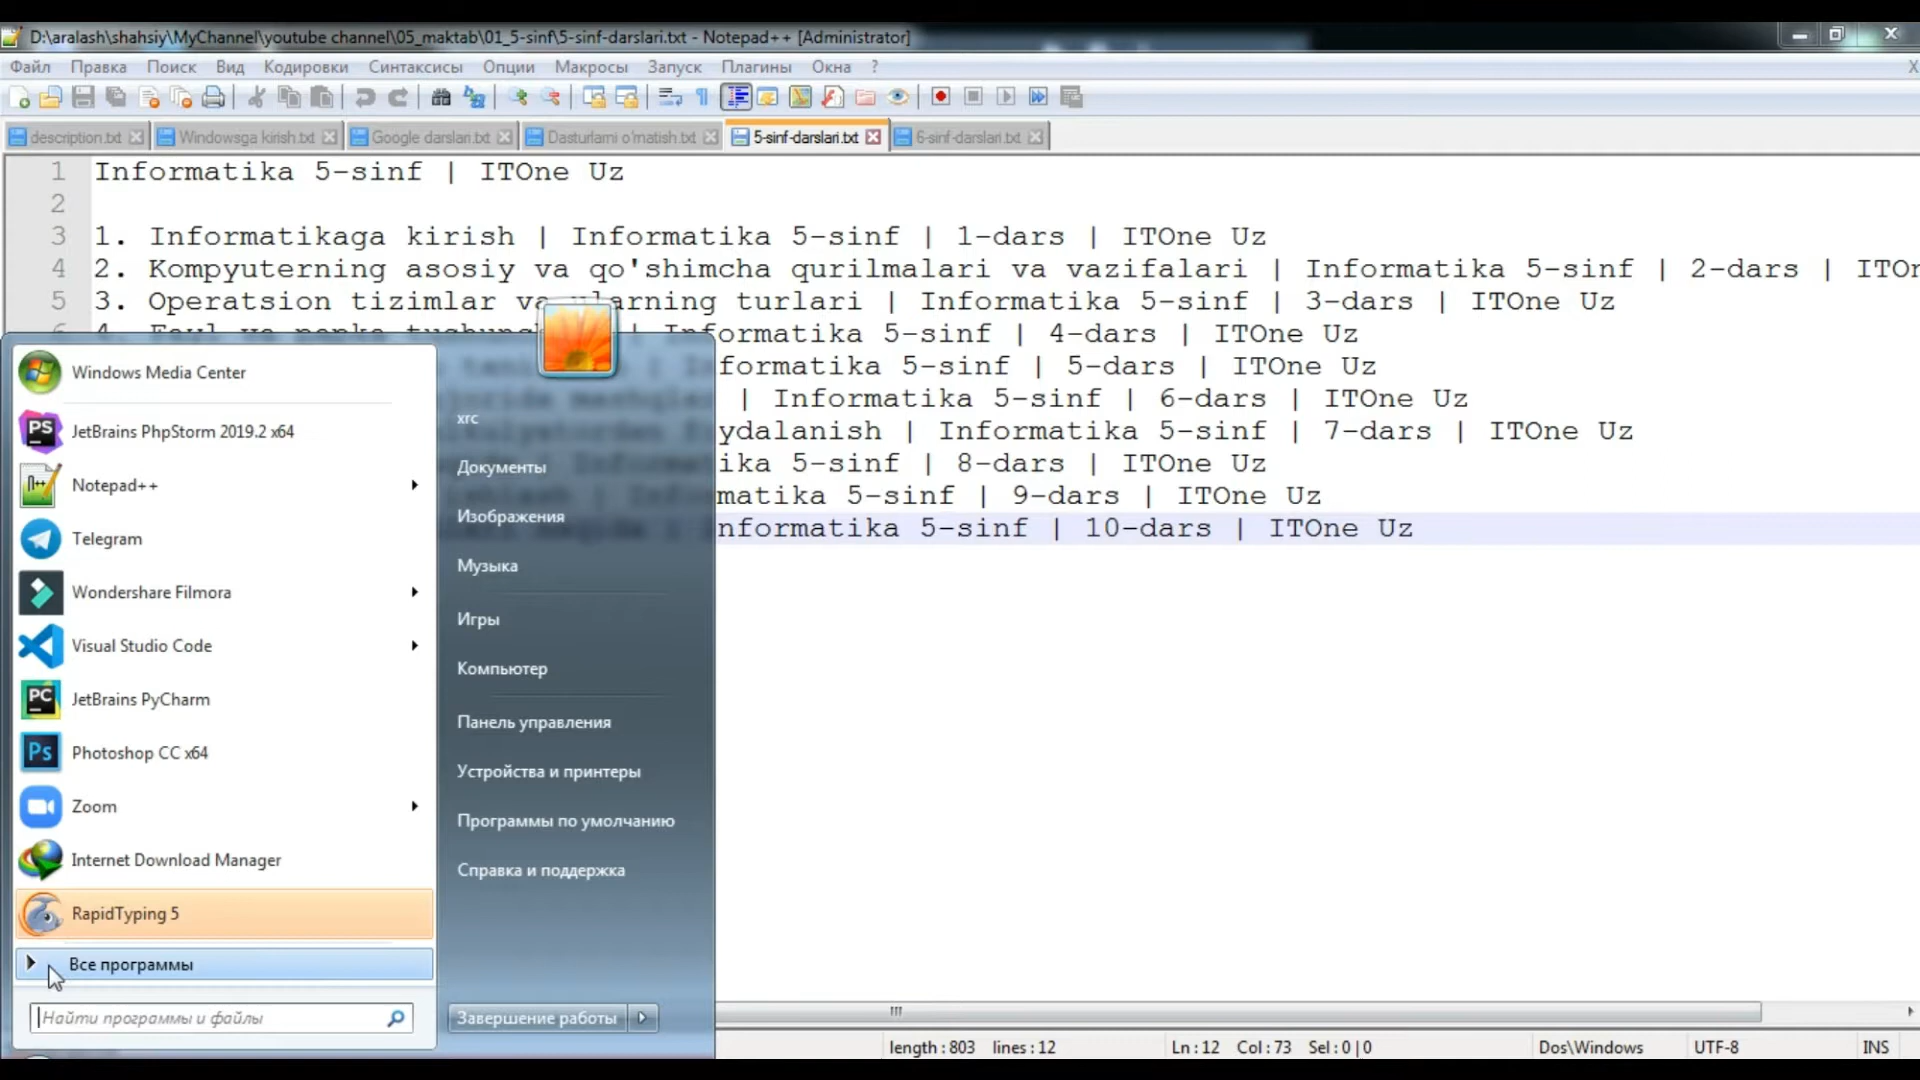 D:\aralash\shahsiy\MyChannel\youtube channel\05_maktab\01_5-sinf\5-sinf-darslari.txt - Notepad++ [Administrator]
Файл Правка Поиск Вид Кодировки Синтаксисы Опции Макросы Запуск Плагины Окна ? X
description.txt Windowsga kirish.txt Google darslari.txt Dasturlarni o'rnatish.txt 5-sinf-darslari.txt 6-sinf-darslari.txt
1 Informatika 5-sinf | ITOne Uz
2
3 1. Informatikaga kirish | Informatika 5-sinf | 1-dars | ITOne Uz
4 2. Kompyuterning asosiy va qo'shimcha qurilmalari va vazifalari | Informatika 5-sinf | 2-dars | ITOn
5 3. Operatsion tizimlar va ularning turlari | Informatika 5-sinf | 3-dars | ITOne Uz
6 4. Fayl va papka | Informatika 5-sinf | 4-dars | ITOne Uz
formatika 5-sinf | 5-dars | ITOne Uz
| Informatika 5-sinf | 6-dars | ITOne Uz
ydalanish | Informatika 5-sinf | 7-dars | ITOne Uz
ika 5-sinf | 8-dars | ITOne Uz
matika 5-sinf | 9-dars | ITOne Uz
nformatika 5-sinf | 10-dars | ITOne Uz
Windows Media Center
JetBrains PhpStorm 2019.2 x64
Notepad++
Telegram
Wondershare Filmora
Visual Studio Code
JetBrains PyCharm
Photoshop CC x64
Zoom
Internet Download Manager
RapidTyping 5
Все программы
Найти программы и файлы
xrc
Документы
Изображения
Музыка
Игры
Компьютер
Панель управления
Устройства и принтеры
Программы по умолчанию
Справка и поддержка
Завершение работы
length : 803 lines : 12 Ln : 12 Col : 73 Sel : 0 | 0 Dos\Windows UTF-8 INS